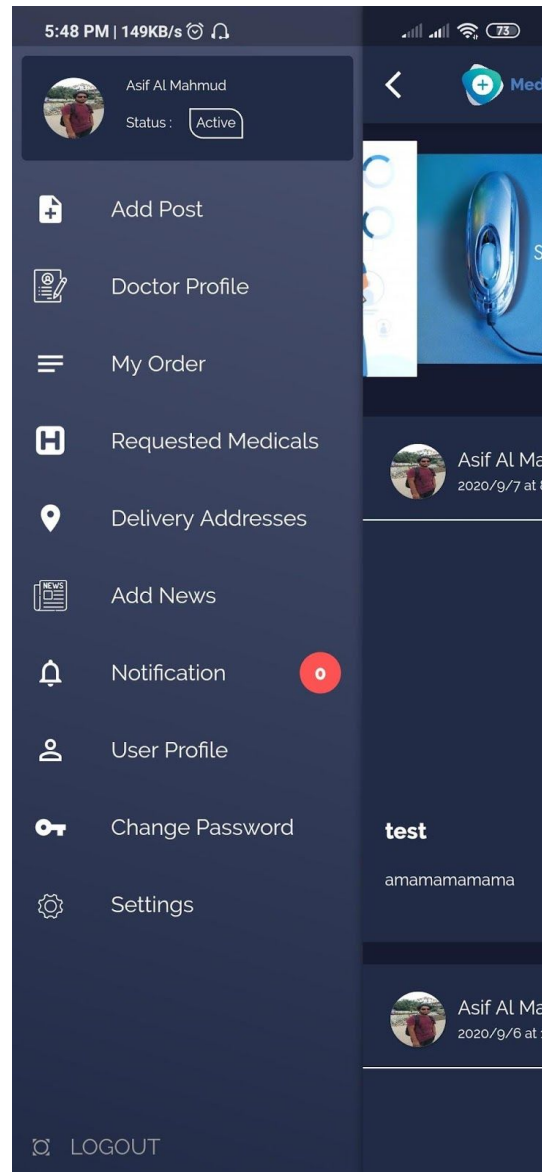 5:48 PM | 149KB/s
73
Asif Al Mahmud
Status : Active
Add Post
Doctor Profile
My Order
H Requested Medicals
Delivery Addresses
NEWS Add News
Notification 0
User Profile
Change Password
Settings
LOGOUT
Med
S
Asif Al Ma
2020/9/7 at
test
amamamamama
Asif Al Ma
2020/9/6 at